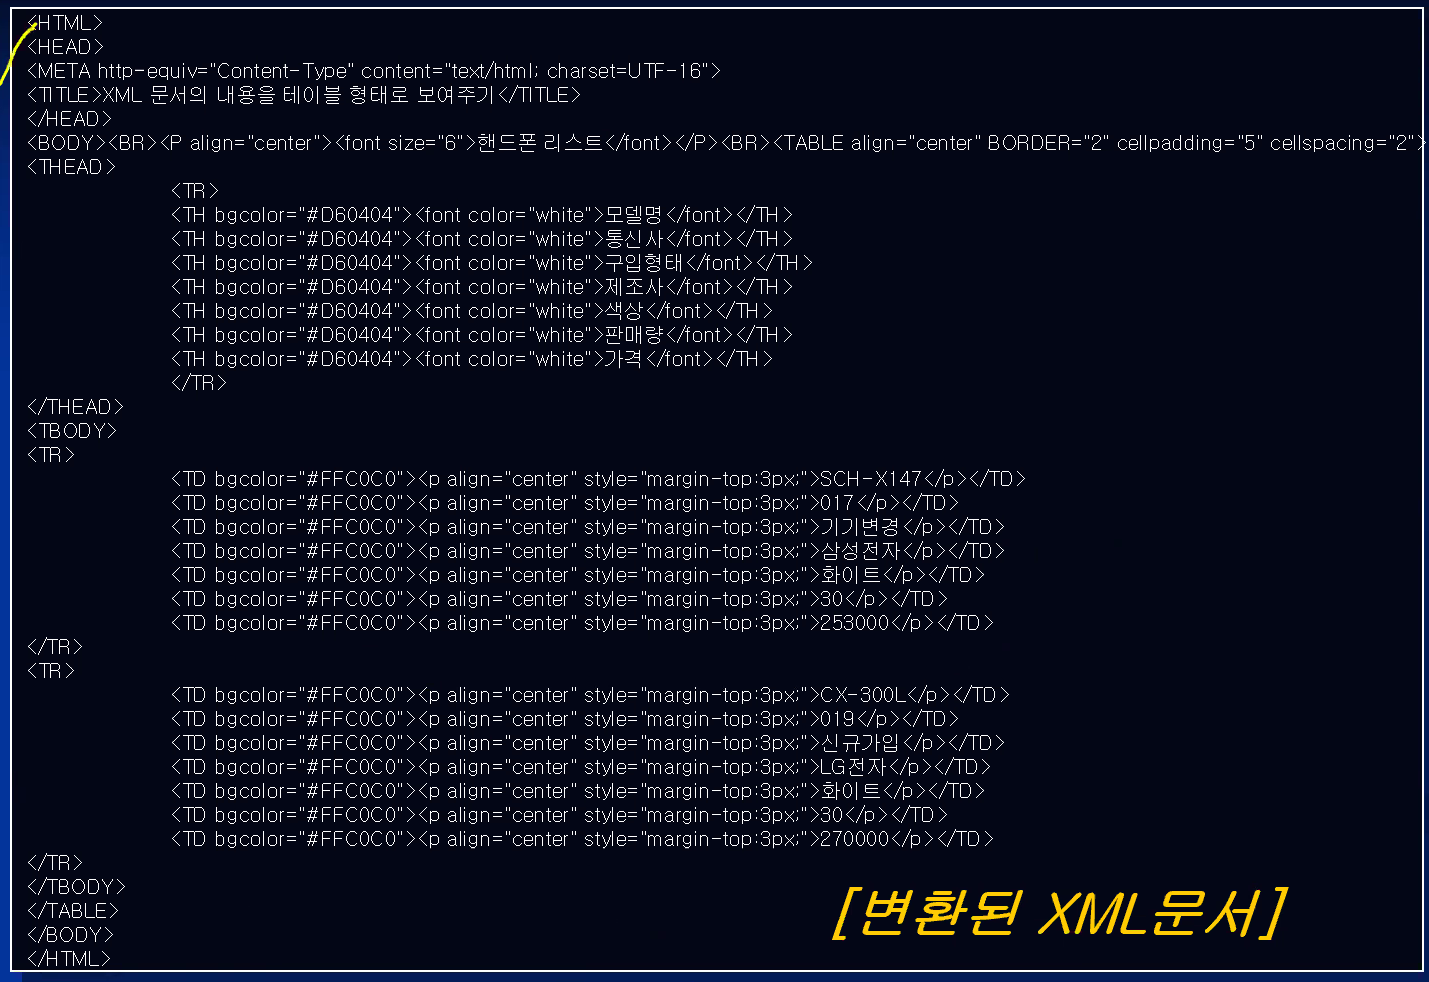 <HTML>
<HEAD>
<META http-equiv="Content-Type" content="text/html; charset=UTF-16">
<TITLE>XML 문서의 내용을 테이블 형태로 보여주기</TITLE>
</HEAD>
<BODY><BR><P align="center"><font size="6">핸드폰 리스트</font></P><BR><TABLE align="center" BORDER="2" cellpadding="5" cellspacing="2">
<THEAD>
<TR>
<TH bgcolor="#D60404"><font color="white">모델명</font></TH>
<TH bgcolor="#D60404"><font color="white">통신사</font></TH>
<TH bgcolor="#D60404"><font color="white">구입형태</font></TH>
<TH bgcolor="#D60404"><font color="white">제조사</font></TH>
<TH bgcolor="#D60404"><font color="white">색상</font></TH>
<TH bgcolor="#D60404"><font color="white">판매량</font></TH>
<TH bgcolor="#D60404"><font color="white">가격</font></TH>
</TR>
</THEAD>
<TBODY>
<TR>
<TD bgcolor="#FFC0C0"><p align="center" style="margin-top:3px;">SCH-X147</p></TD>
<TD bgcolor="#FFC0C0"><p align="center" style="margin-top:3px;">017</p></TD>
<TD bgcolor="#FFC0C0"><p align="center" style="margin-top:3px;">기기변경</p></TD>
<TD bgcolor="#FFC0C0"><p align="center" style="margin-top:3px;">삼성전자</p></TD>
<TD bgcolor="#FFC0C0"><p align="center" style="margin-top:3px;">화이트</p></TD>
<TD bgcolor="#FFC0C0"><p align="center" style="margin-top:3px;">30</p></TD>
<TD bgcolor="#FFC0C0"><p align="center" style="margin-top:3px;">253000</p></TD>
</TR>
<TR>
<TD bgcolor="#FFC0C0"><p align="center" style="margin-top:3px;">CX-300L</p></TD>
<TD bgcolor="#FFC0C0"><p align="center" style="margin-top:3px;">019</p></TD>
<TD bgcolor="#FFC0C0"><p align="center" style="margin-top:3px;">신규가입</p></TD>
<TD bgcolor="#FFC0C0"><p align="center" style="margin-top:3px;">LG전자</p></TD>
<TD bgcolor="#FFC0C0"><p align="center" style="margin-top:3px;">화이트</p></TD>
<TD bgcolor="#FFC0C0"><p align="center" style="margin-top:3px;">30</p></TD>
<TD bgcolor="#FFC0C0"><p align="center" style="margin-top:3px;">270000</p></TD>
</TR>
</TBODY>
</TABLE>
</BODY>
</HTML>
[변환된 XML문서]